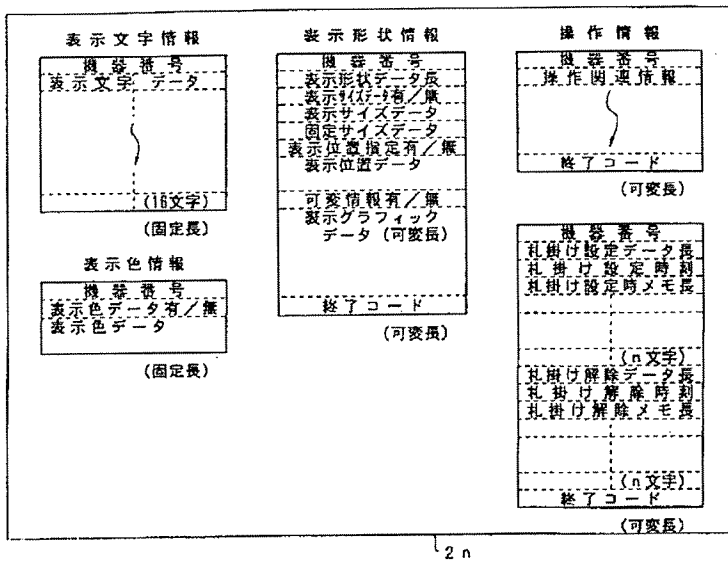 表示文字情報
機器番号
表示文字 データ
(16文字)
(固定長)
表示色情報
機器番号
表示色データ有/無
表示色データ
(固定長)
表示形状情報
機器番号
表示形状データ長
表示サイズデータ有/無
表示サイズデータ
固定サイズデータ
表示位置指定有/無
表示位置データ
可変情報有/無
表示グラフィック
データ(可変長)
終了コード
(可変長)
操作情報
機器番号
操作関連情報
終了コード
(可変長)
機器番号
札掛け設定データ長
札掛け設定時刻
札掛け設定時メモ長
(n文字)
札掛け解除データ長
札掛け解除時刻
札掛け解除メモ長
(n文字)
終了コード
(可変長)
2n